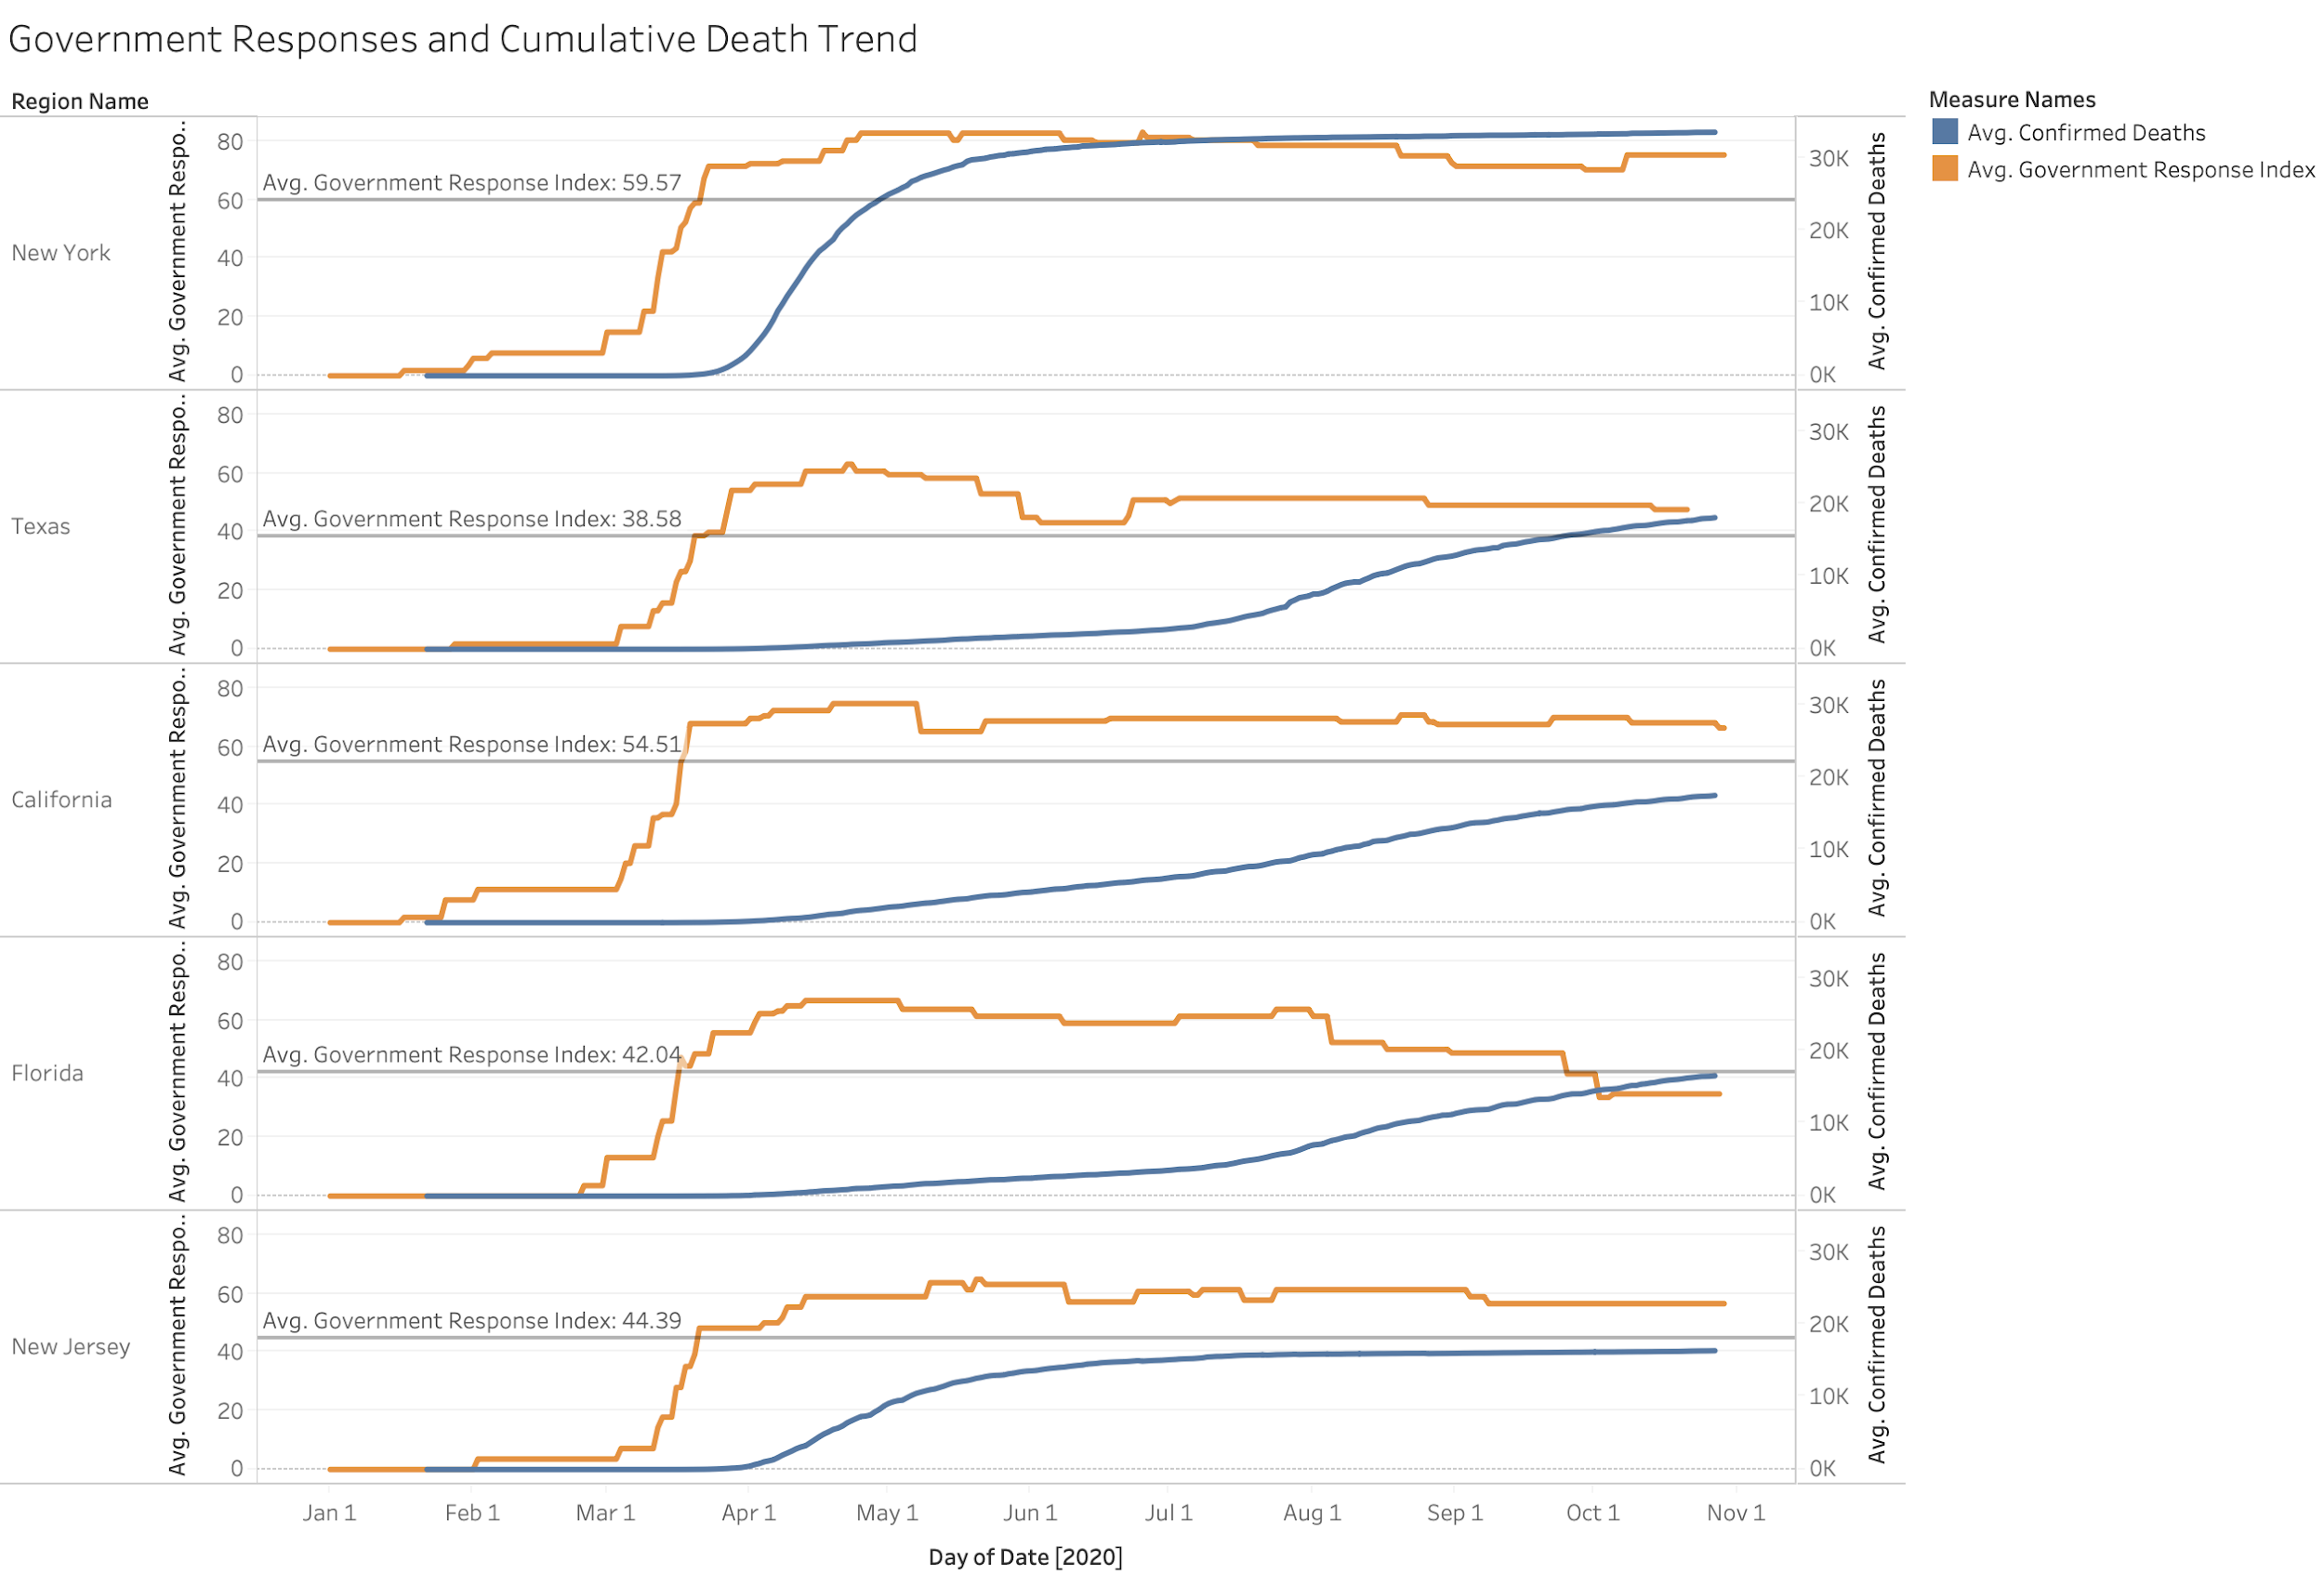 Government Responses and Cumulative Death Trend
Region Name
Measure Names
Avg. Confirmed Deaths
Avg. Government Response Index
New York
Avg. Government Respo..
80
60
40
20
0
Avg. Government Response Index: 59.57
30K
20K
10K
0K
Avg. Confirmed Deaths
Texas
Avg. Government Respo..
80
60
40
20
0
Avg. Government Response Index: 38.58
30K
20K
10K
0K
Avg. Confirmed Deaths
California
Avg. Government Respo..
80
60
40
20
0
Avg. Government Response Index: 54.51
30K
20K
10K
0K
Avg. Confirmed Deaths
Florida
Avg. Government Respo..
80
60
40
20
0
Avg. Government Response Index: 42.04
30K
20K
10K
0K
Avg. Confirmed Deaths
New Jersey
Avg. Government Respo..
80
60
40
20
0
Avg. Government Response Index: 44.39
30K
20K
10K
0K
Avg. Confirmed Deaths
Jan 1 Feb 1 Mar 1 Apr 1 May 1 Jun 1 Jul 1 Aug 1 Sep 1 Oct 1 Nov 1
Day of Date [2020]